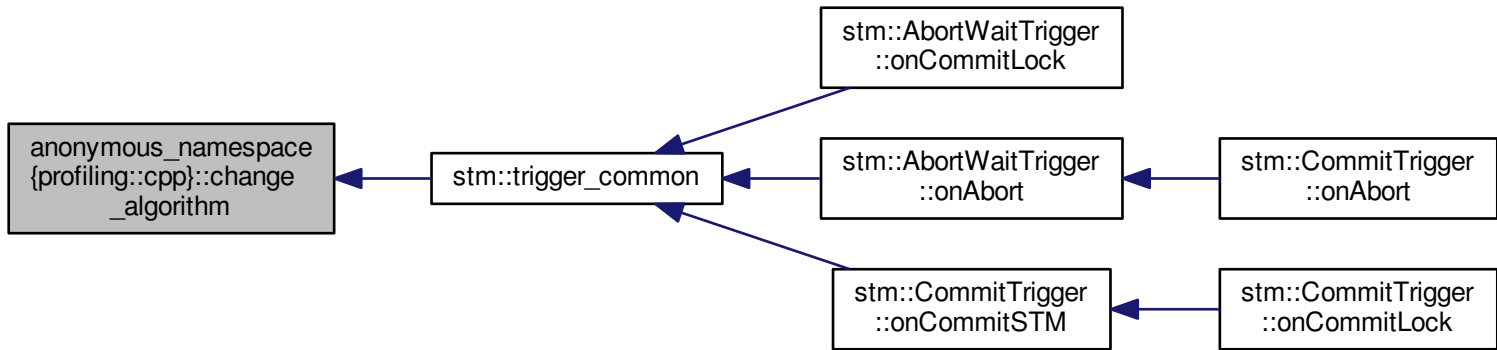 stm::AbortWaitTrigger
::onCommitLock
anonymous_namespace
{profiling::cpp}::change
_algorithm
stm::trigger_common
stm::AbortWaitTrigger
::onAbort
stm::CommitTrigger
::onAbort
stm::CommitTrigger
::onCommitSTM
stm::CommitTrigger
::onCommitLock